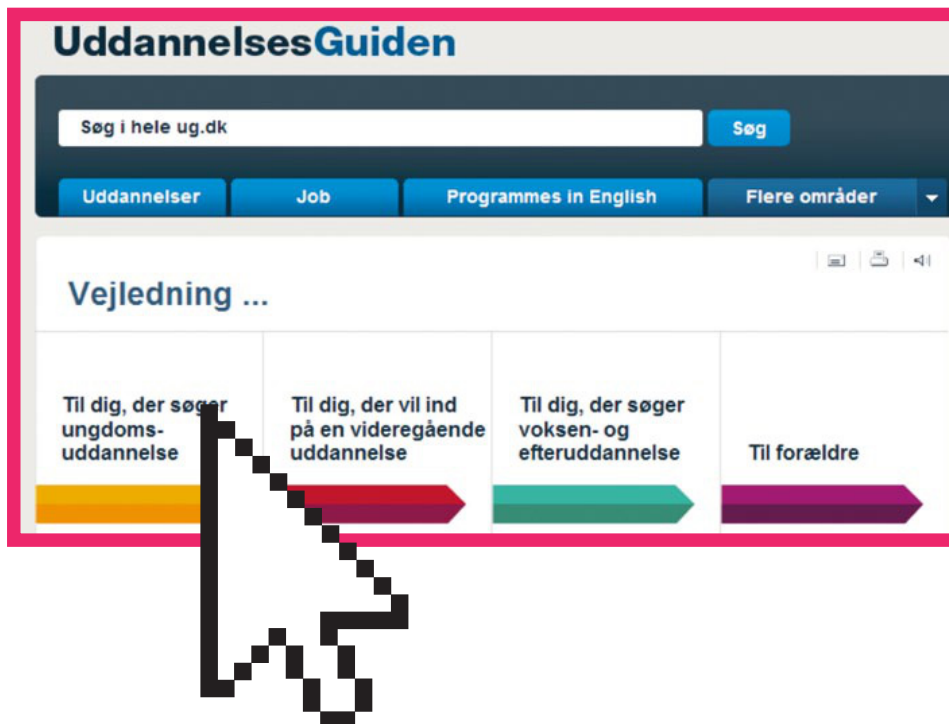 UddannelsesGuiden
Søg i hele ug.dk
Søg
Uddannelser
Job
Programmes in English
Flere områder
Vejledning ...
Til dig, der søger
ungdoms-
uddannelse
Til dig, der vil ind
på en videregående
uddannelse
Til dig, der søger
voksen- og
efteruddannelse
Til forældre